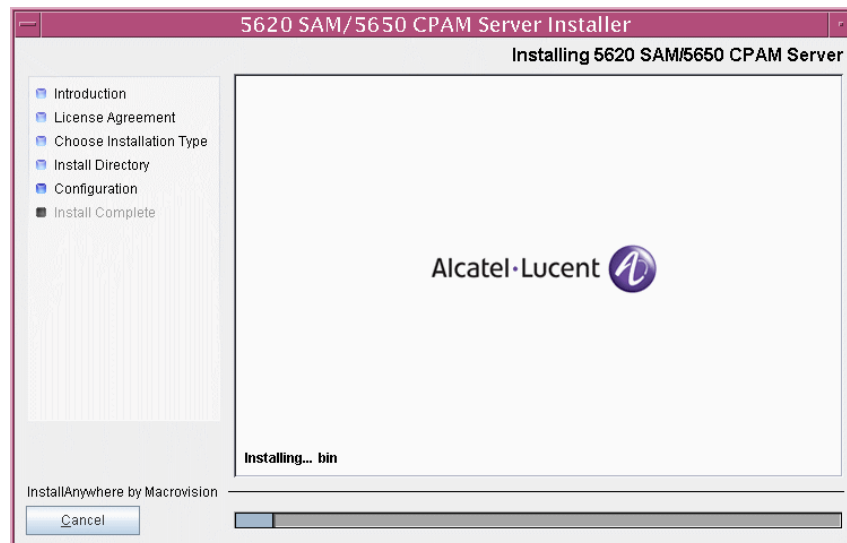 5620 SAM/5650 CPAM Server Installer
Installing 5620 SAM/5650 CPAM Server
Introduction
License Agreement
Choose Installation Type
Install Directory
Configuration
Install Complete
Alcatel·Lucent
Installing... bin
InstallAnywhere by Macrovision
Cancel